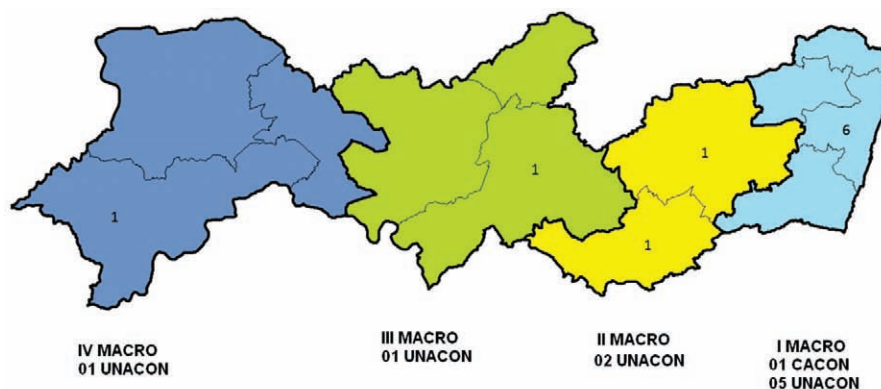 6
1
1
1
1
IV MACRO
01 UNACON
III MACRO
01 UNACON
II MACRO
02 UNACON
I MACRO
01 CACON
05 UNACON